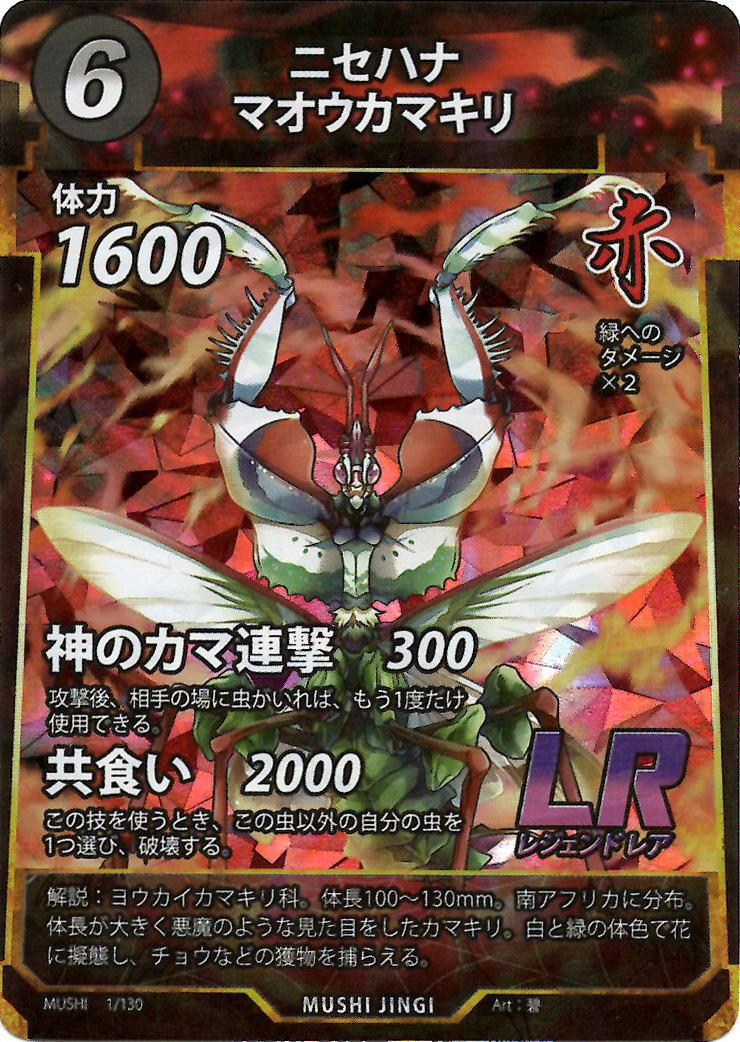 6
ニセハナ
マオウカマキリ
体力
1600
赤
緑への
ダメージ
×2
神のカマ連撃 300
攻撃後、相手の場に虫がいれば、もう1度だけ
使用できる。
共食い 2000
この技を使うとき、この虫以外の自分の虫を
1つ選び、破壊する。
LR
レジェンドレア
解説：ヨウカイカマキリ科。体長100～130mm。南アフリカに分布。
体長が大きく悪魔のような見た目をしたカマキリ。白と緑の体色で花
に擬態し、チョウなどの獲物を捕らえる。
MUSHI 1/130
MUSHI JINGI
Art：碧